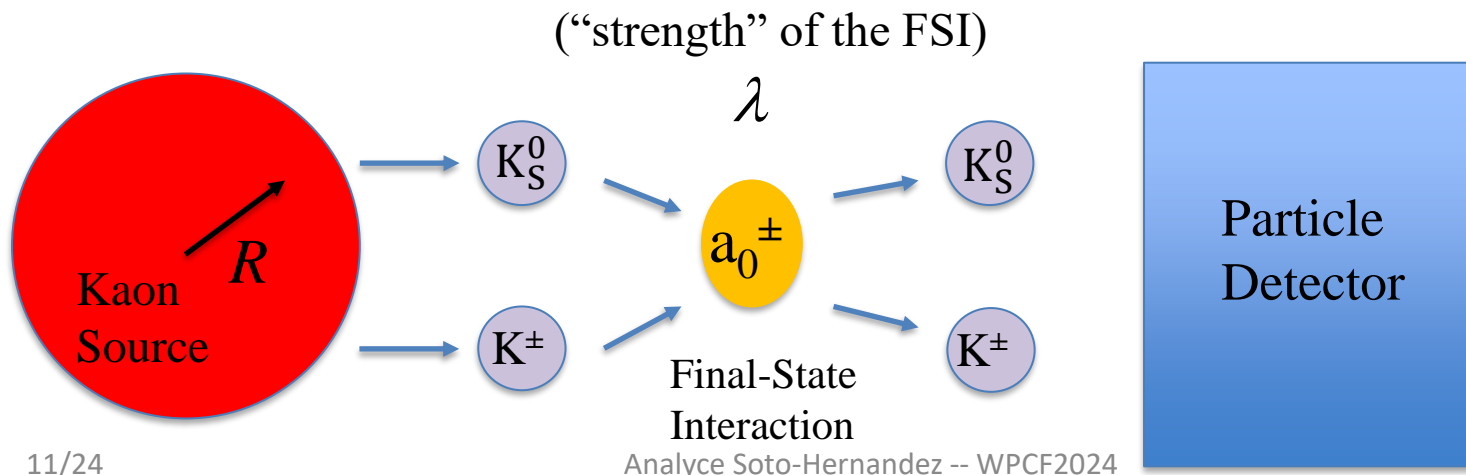 (“strength” of the FSI)
λ
R
Kaon
Source
K⁰S
K±
a₀±
Final-State
Interaction
K⁰S
K±
Particle
Detector
11/24
Analyce Soto-Hernandez -- WPCF2024